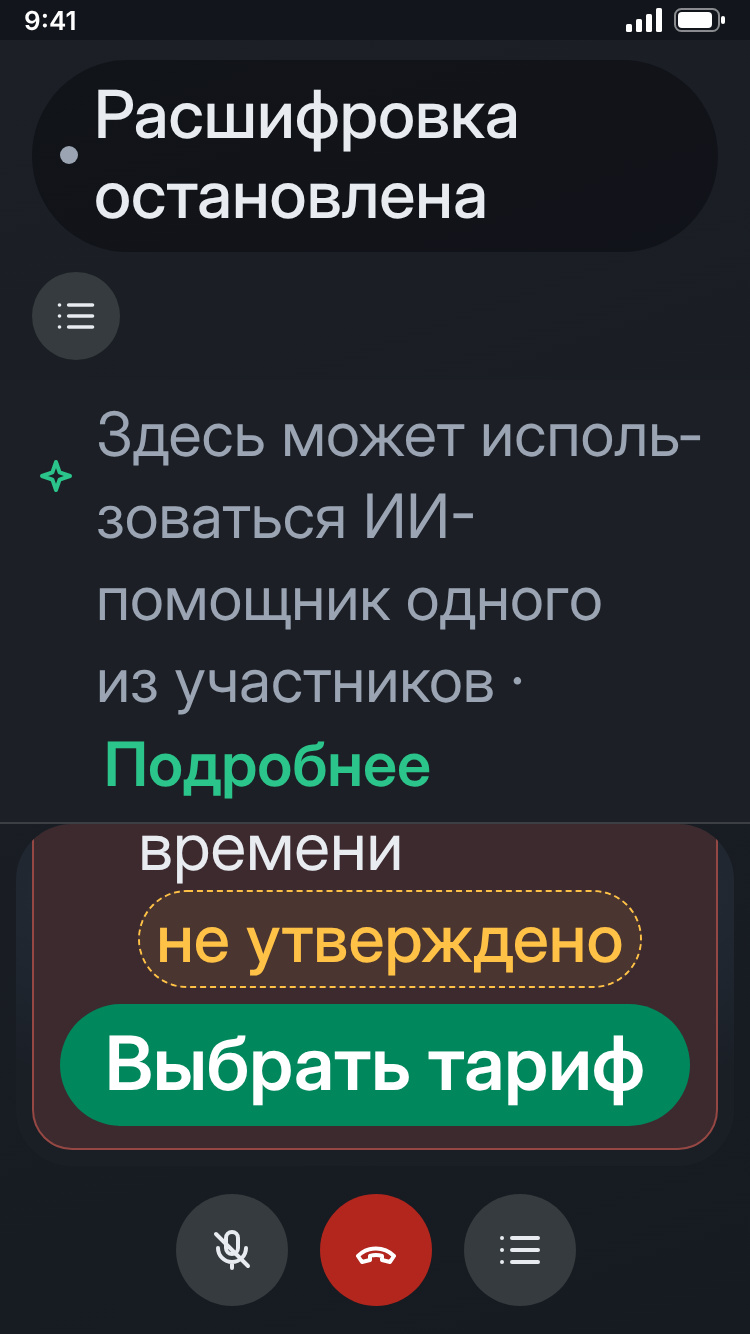 9:41
Расшифровка
остановлена
Здесь может исполь-
зоваться ИИ-
помощник одного
из участников ·
Подробнее
времени
не утверждено
Выбрать тариф